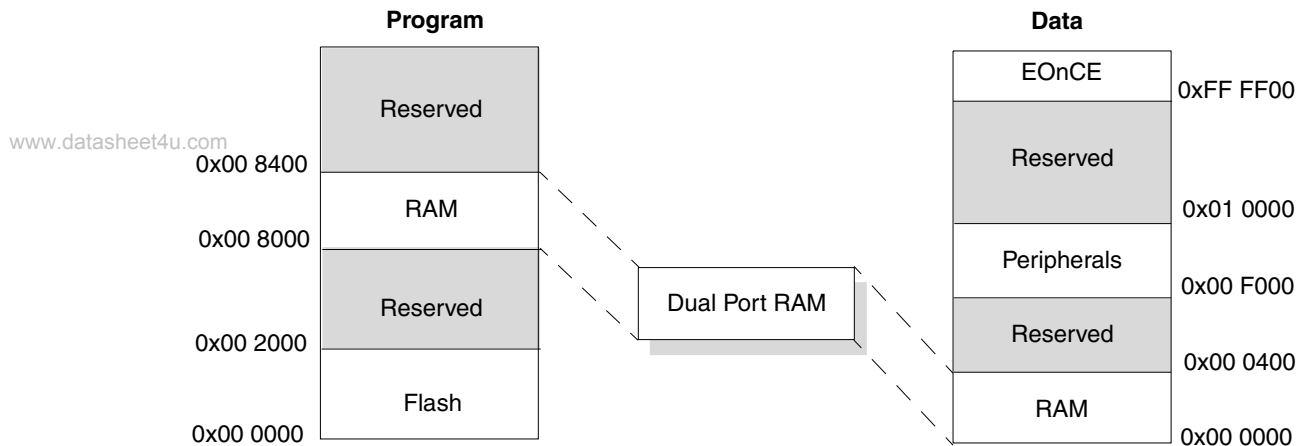 Program
Reserved
www.datasheet4u.com
0x00 8400
RAM
0x00 8000
Reserved
0x00 2000
Flash
0x00 0000
Dual Port RAM
Data
EOnCE
0xFF FF00
Reserved
0x01 0000
Peripherals
0x00 F000
Reserved
0x00 0400
RAM
0x00 0000